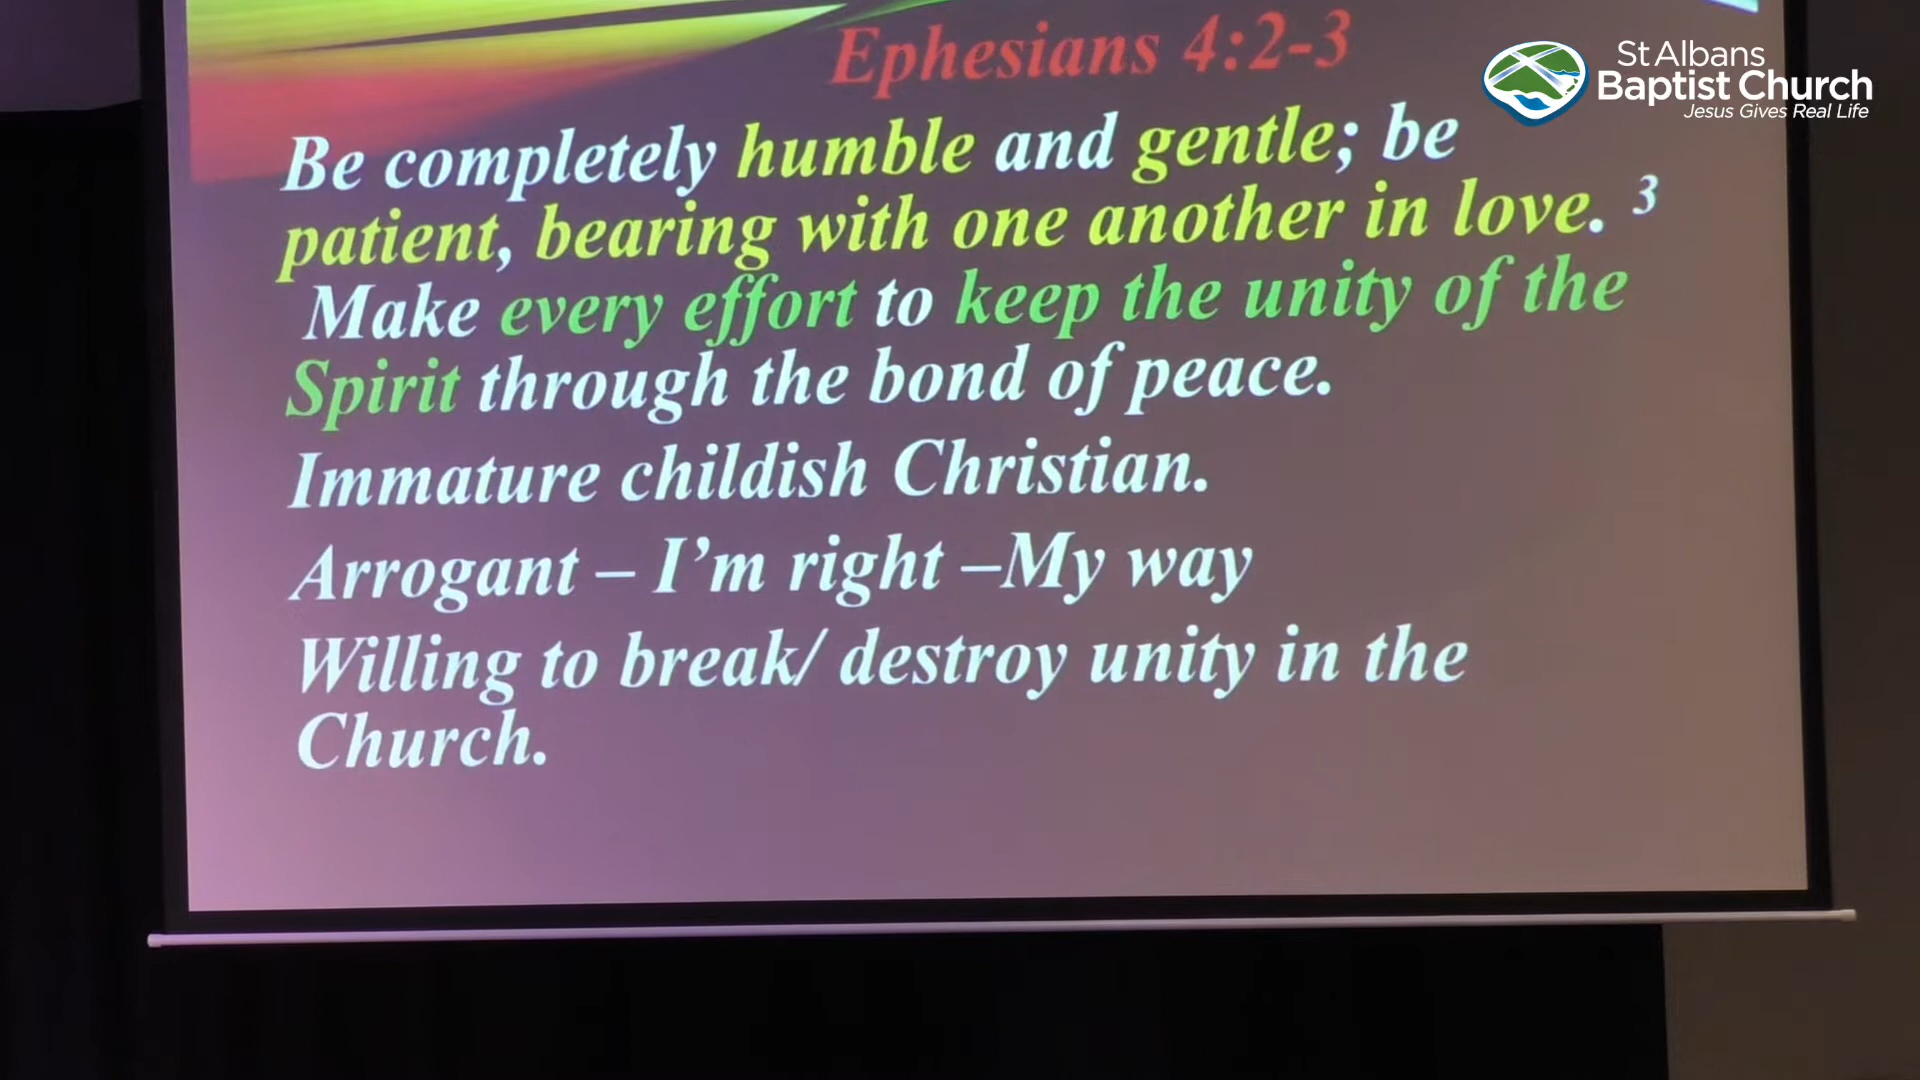 Ephesians 4:2-3
St Albans
Baptist Church
Jesus Gives Real Life
Be completely humble and gentle; be
patient, bearing with one another in love. 3
Make every effort to keep the unity of the
Spirit through the bond of peace.
Immature childish Christian.
Arrogant – I’m right –My way
Willing to break/ destroy unity in the
Church.